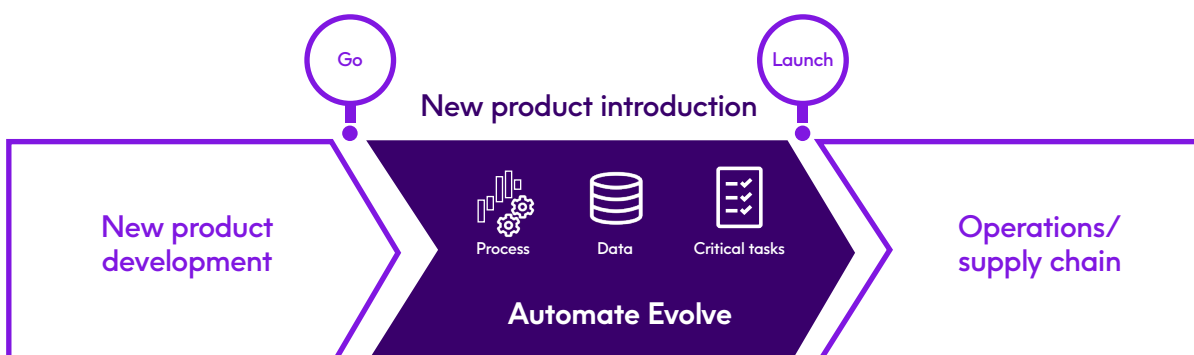 Go
Launch
New product introduction
New product
development
Process
Data
Critical tasks
Automate Evolve
Operations/
supply chain